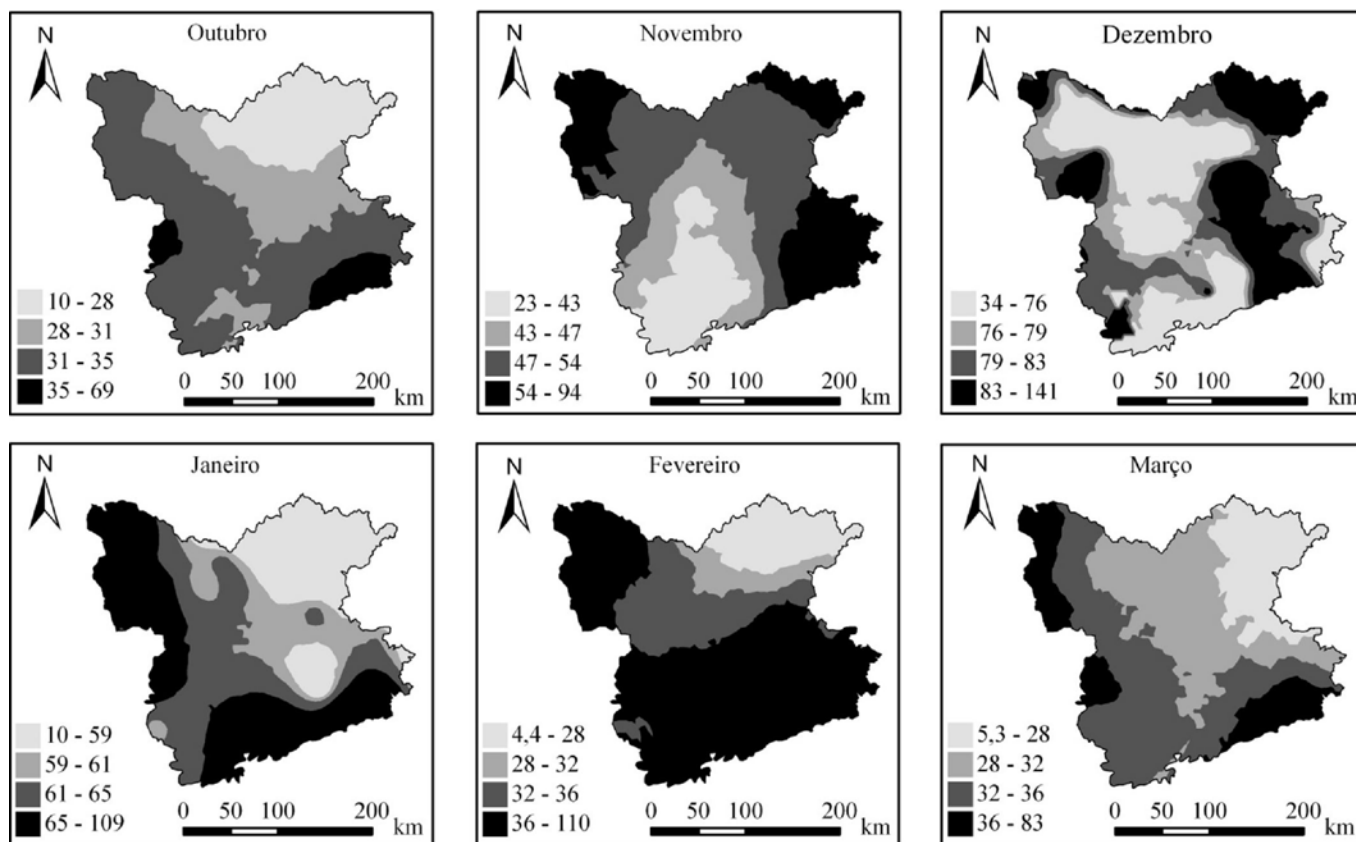 N
Outubro
10 - 28
28 - 31
31 - 35
35 - 69
0 50 100 200
km
N
Novembro
23 - 43
43 - 47
47 - 54
54 - 94
0 50 100 200
km
N
Dezembro
34 - 76
76 - 79
79 - 83
83 - 141
0 50 100 200
km
N
Janeiro
10 - 59
59 - 61
61 - 65
65 - 109
0 50 100 200
km
N
Fevereiro
4,4 - 28
28 - 32
32 - 36
36 - 110
0 50 100 200
km
N
Março
5,3 - 28
28 - 32
32 - 36
36 - 83
0 50 100 200
km